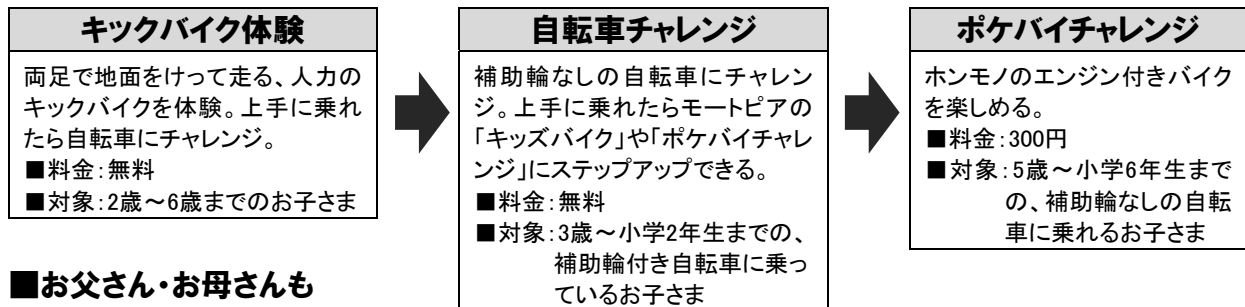 キックバイク体験
両足で地面をけって走る、人力の
キックバイクを体験。上手に乗れ
たら自転車にチャレンジ。
■料金：無料
■対象：2歳～6歳までのお子さま
自転車チャレンジ
補助輪なしの自転車にチャレン
ジ。上手に乗れたらモートピアの
「キッズバイク」や「ポケバイチャレ
ンジ」にステップアップできる。
■料金：無料
■対象：3歳～小学2年生までの、
補助輪付き自転車に乗っ
ているお子さま
ポケバイチャレンジ
ホンモノのエンジン付きバイク
を楽しめる。
■料金：300円
■対象：5歳～小学6年生まで
の、補助輪なしの自転
車に乗れるお子さま
■お父さん・お母さんも